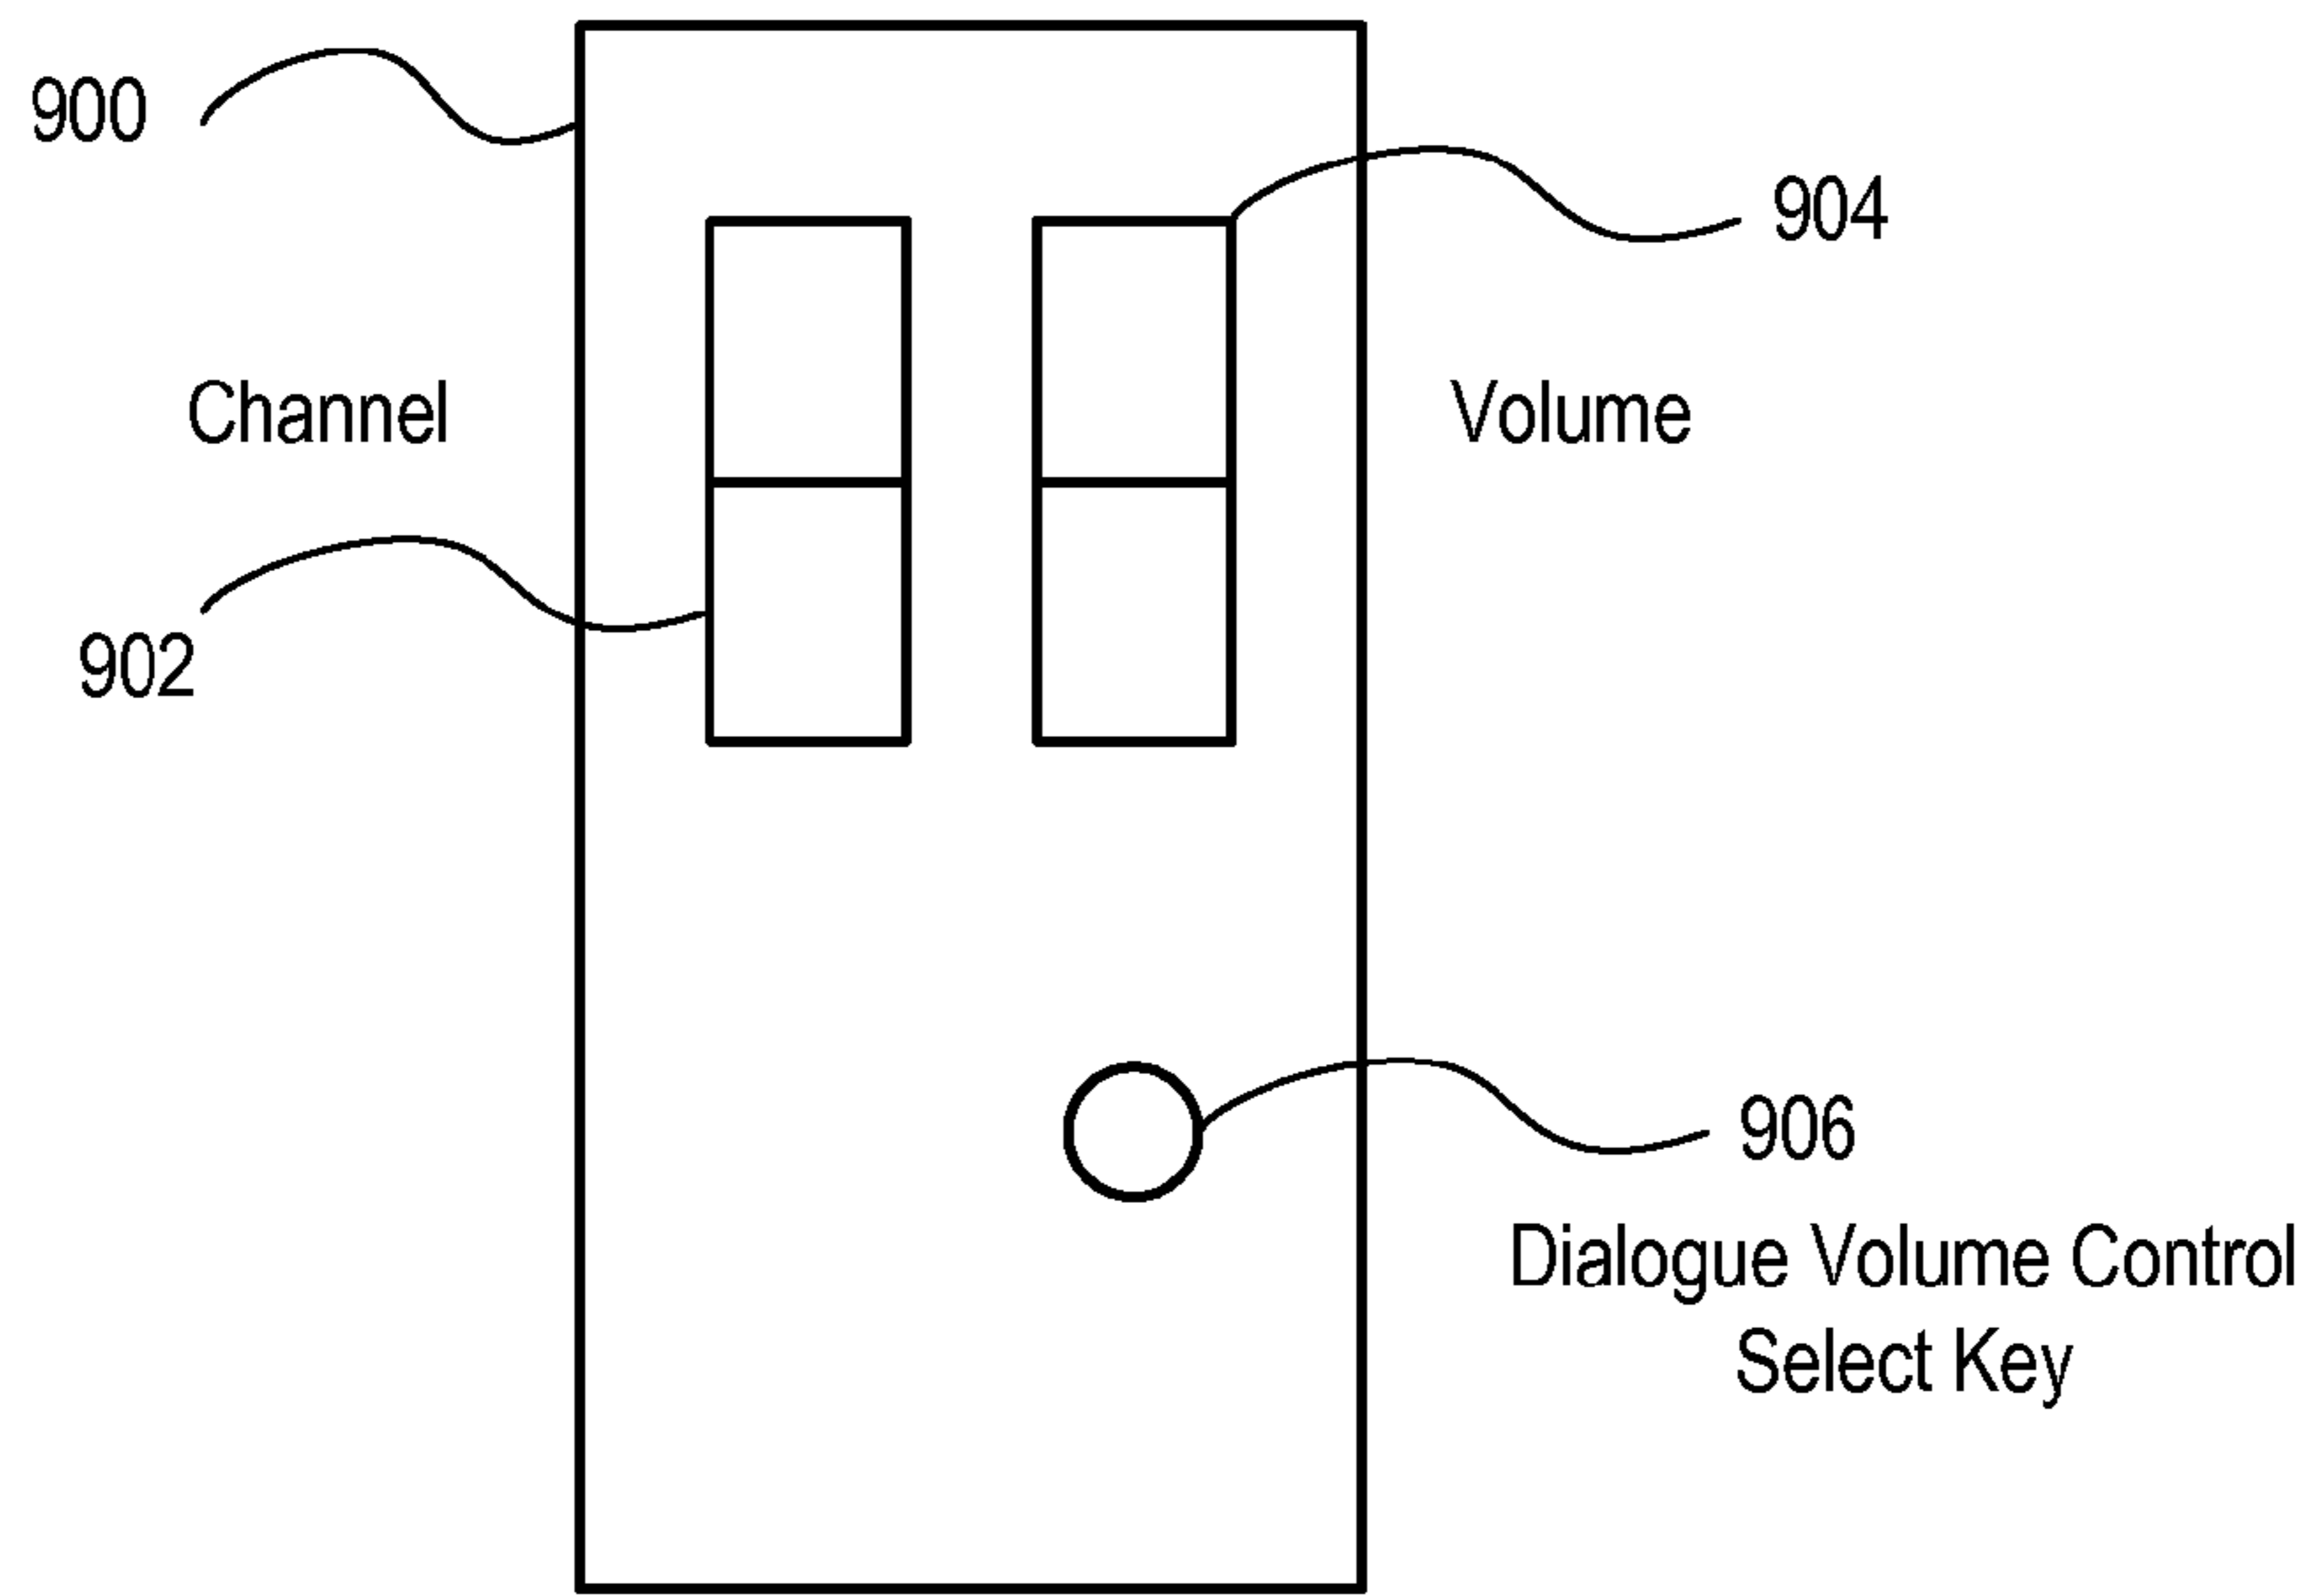 900
904
Channel
Volume
902
906
Dialogue Volume Control
Select Key